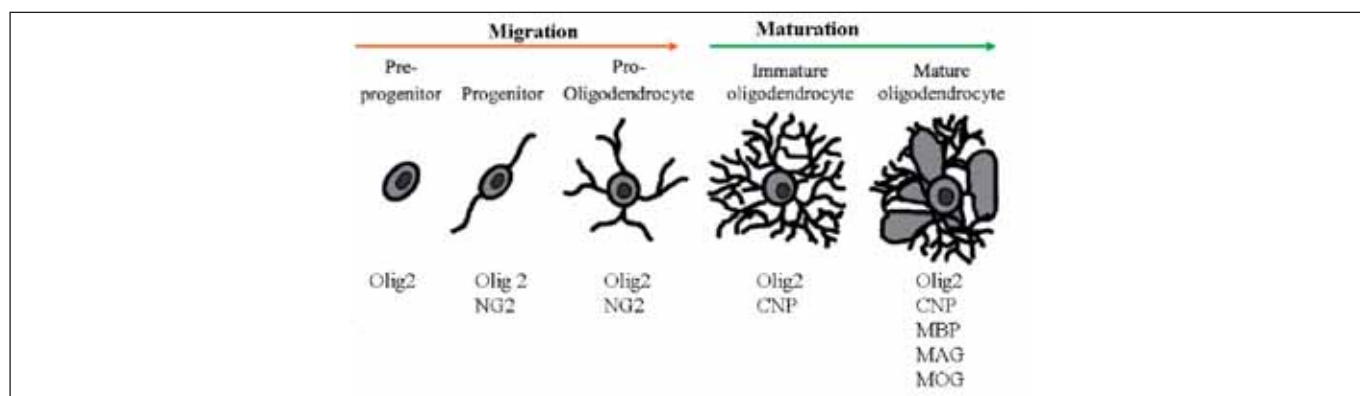 Migration Maturation
Pre-
progenitor
Progenitor
Pro-
Oligodendrocyte
Immature
oligodendrocyte
Mature
oligodendrocyte
Olig2
Olig 2
NG2
Olig2
NG2
Olig2
CNP
Olig2
CNP
MBP
MAG
MOG